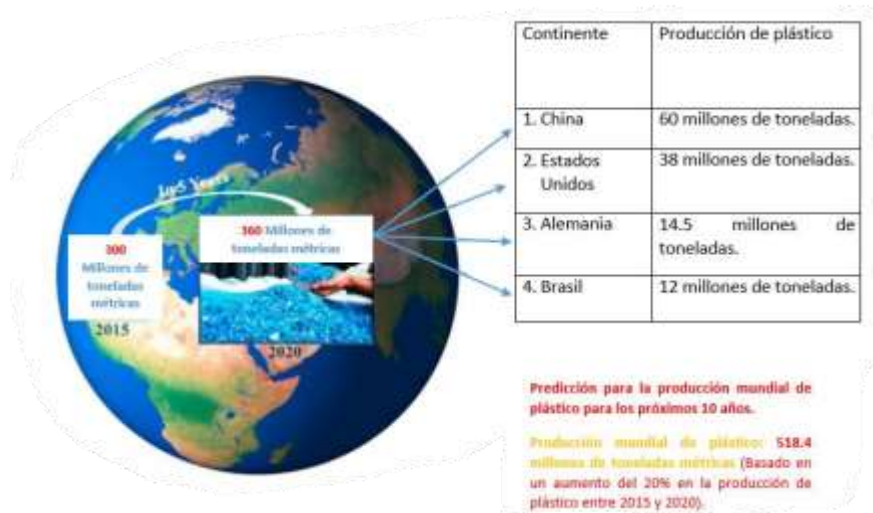 In 5 Years
300
Millones de
toneladas
métricas
2015
360 Millones de
toneladas métricas
2020
Continente Producción de plástico
1. China 60 millones de toneladas.
2. Estados 38 millones de toneladas.
Unidos
3. Alemania 14.5 millones de
toneladas.
4. Brasil 12 millones de toneladas.
Predicción para la producción mundial de
plástico para los próximos 10 años.
Producción mundial de plástico: 518.4
millones de toneladas métricas (Basado en
un aumento del 20% en la producción de
plástico entre 2015 y 2020).